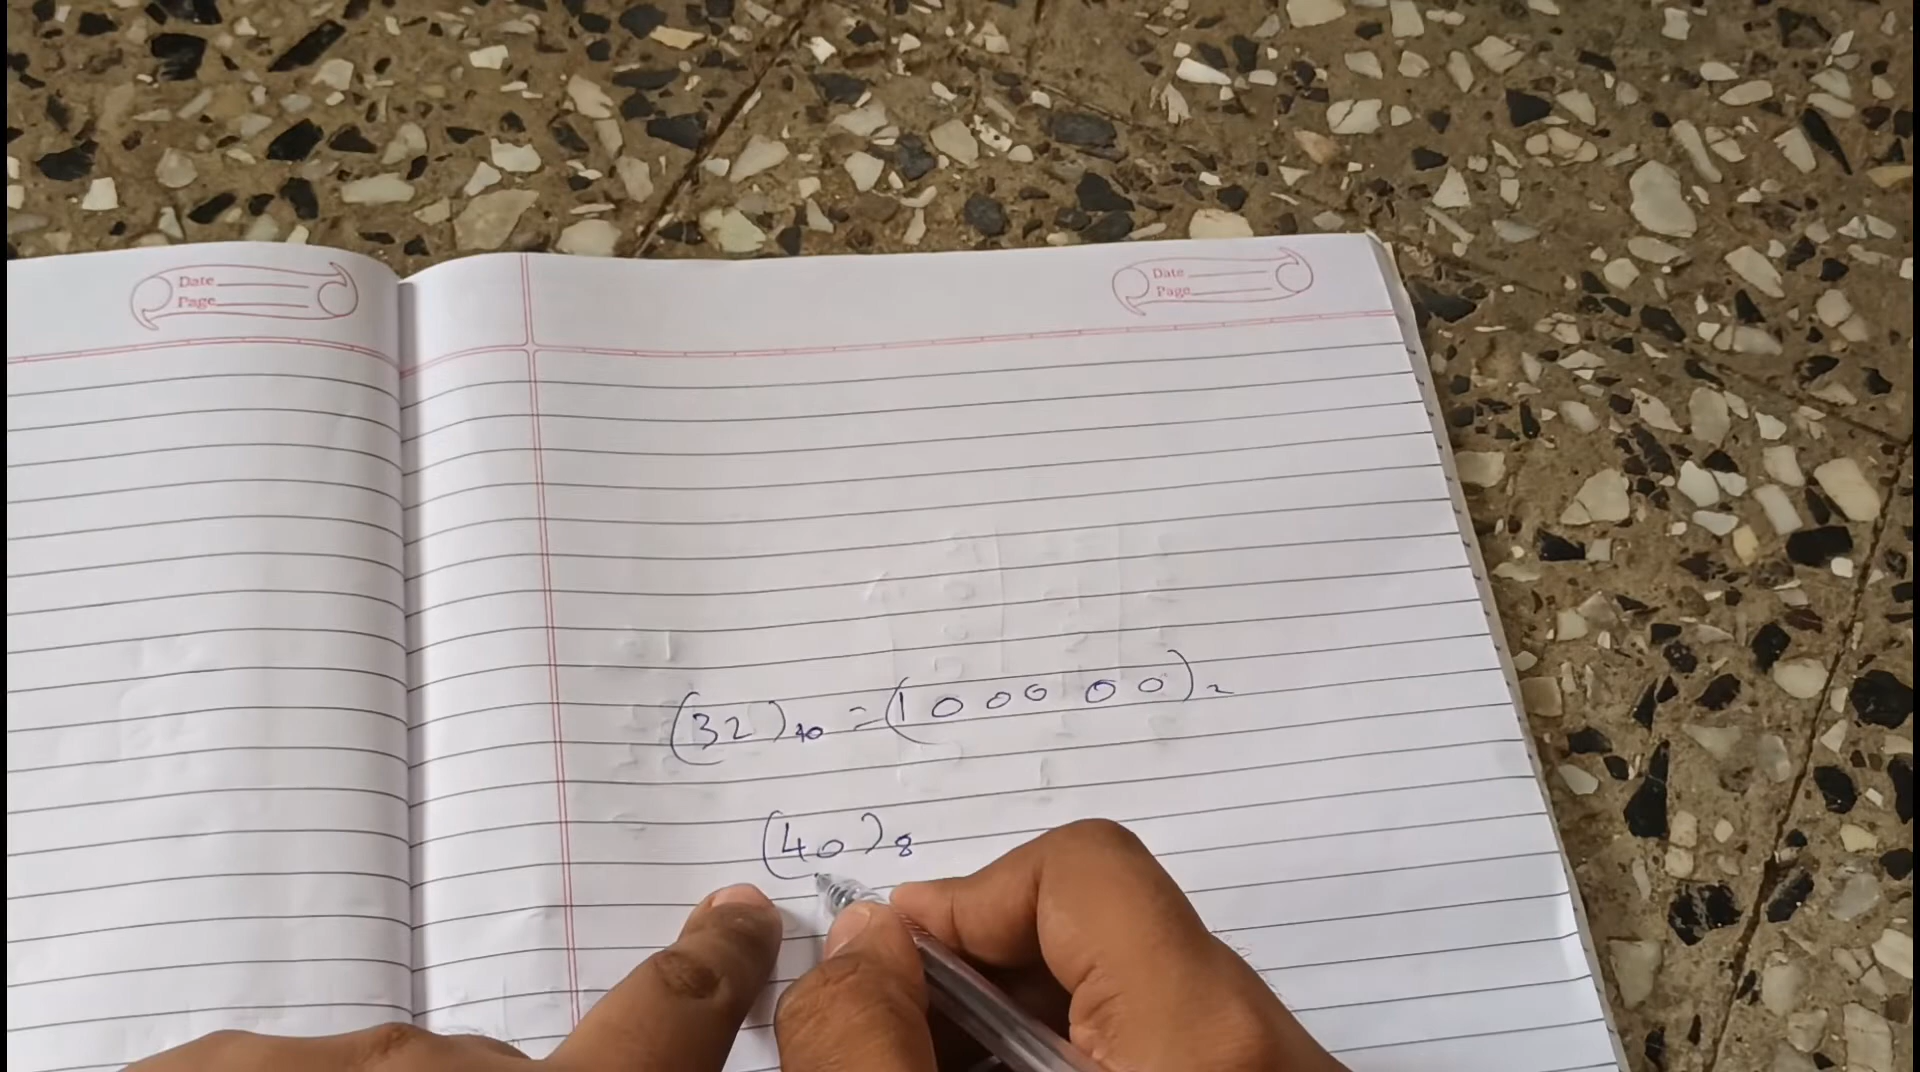 Date
Page
Date
Page
(32)10 = (100000)2
(40)8